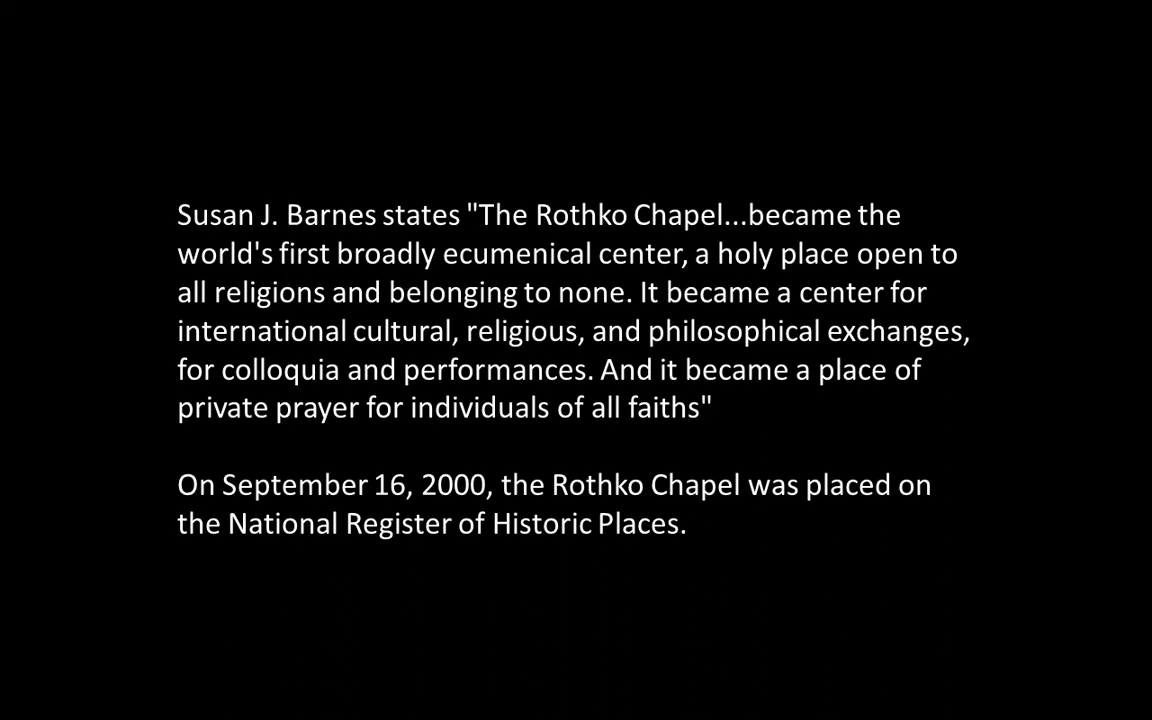 Susan J. Barnes states "The Rothko Chapel...became the
world's first broadly ecumenical center, a holy place open to
all religions and belonging to none. It became a center for
international cultural, religious, and philosophical exchanges,
for colloquia and performances. And it became a place of
private prayer for individuals of all faiths"
On September 16, 2000, the Rothko Chapel was placed on
the National Register of Historic Places.